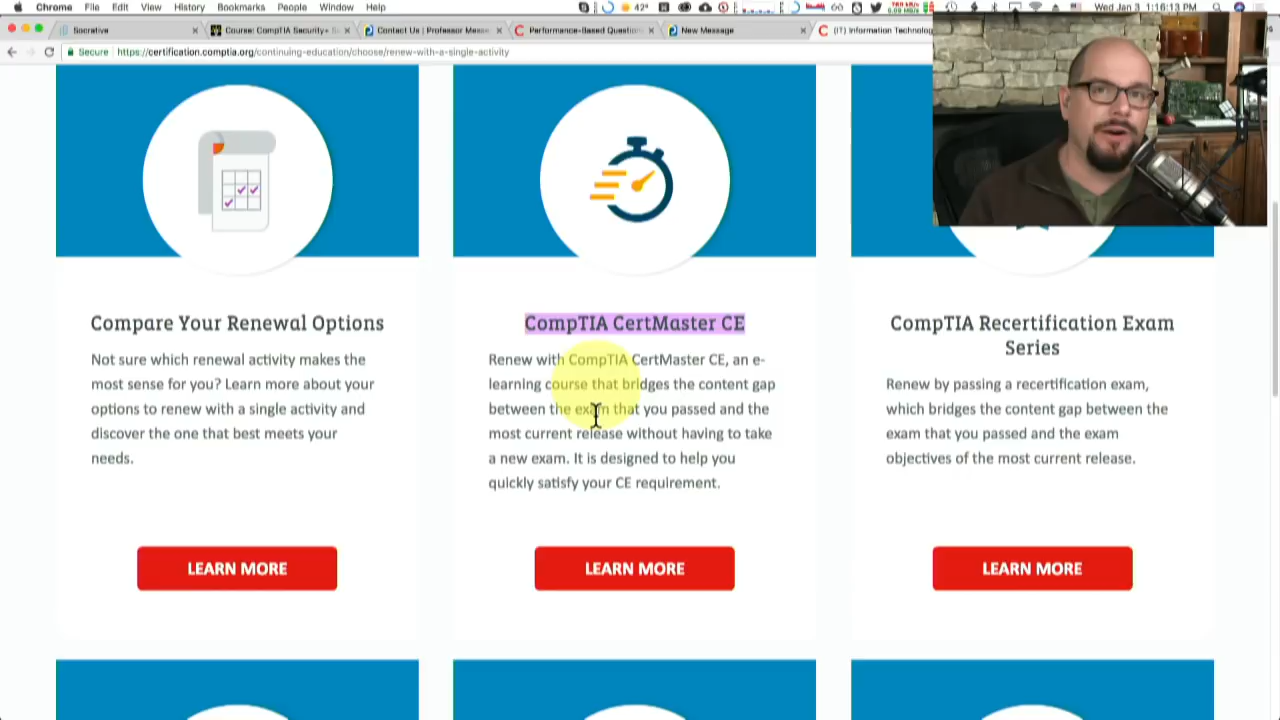 Chrome File Edit View History Bookmarks People Window Help 42° Wed Jan 3 1:16:13 PM
Socrative Course: CompTIA Security+ Contact Us | Professor Messe Performance-Based Question New Message (IT) Information Technolog
Secure https://certification.comptia.org/continuing-education/choose/renew-with-a-single-activity
Compare Your Renewal Options
Not sure which renewal activity makes the
most sense for you? Learn more about your
options to renew with a single activity and
discover the one that best meets your
needs.
LEARN MORE
CompTIA CertMaster CE
Renew with CompTIA CertMaster CE, an e-
learning course that bridges the content gap
between the exam that you passed and the
most current release without having to take
a new exam. It is designed to help you
quickly satisfy your CE requirement.
LEARN MORE
CompTIA Recertification Exam
Series
Renew by passing a recertification exam,
which bridges the content gap between the
exam that you passed and the exam
objectives of the most current release.
LEARN MORE